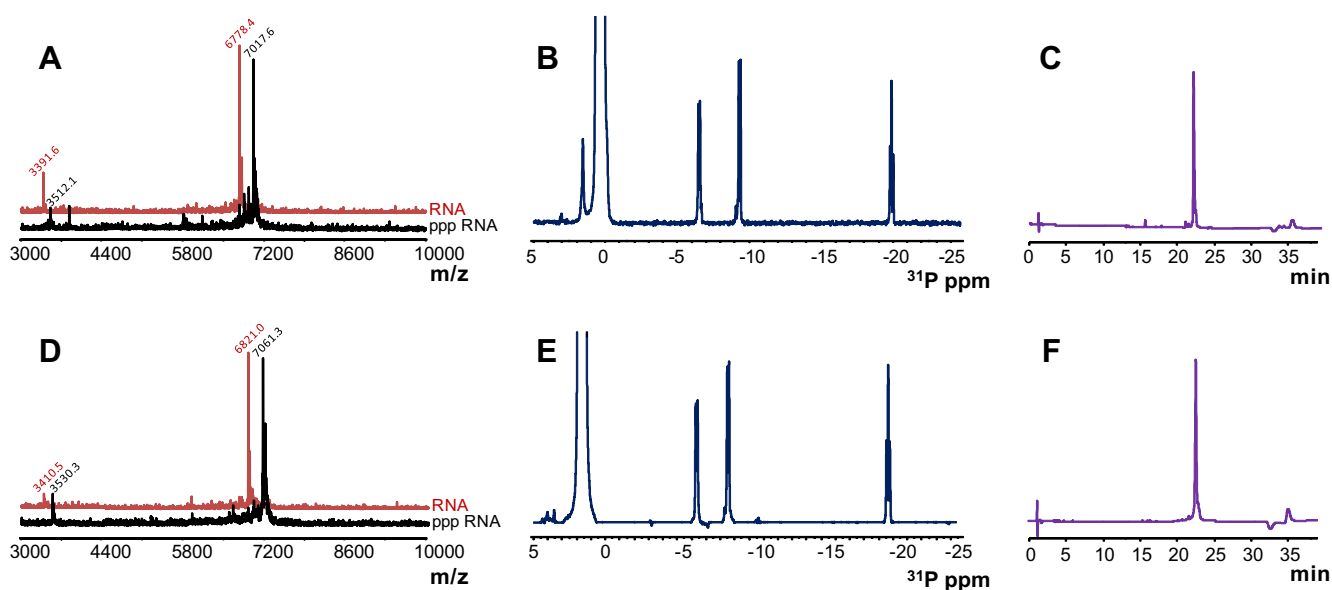 A
6778.4
7017.6
3391.6
3512.1
RNA
ppp RNA
3000 4400 5800 7200 8600 10000
m/z
B
5 0 -5 -10 -15 -20 -25
31P ppm
C
0 5 10 15 20 25 30 35
min
D
6821.0
7061.3
3410.5
3530.3
RNA
ppp RNA
3000 4400 5800 7200 8600 10000
m/z
E
5 0 -5 -10 -15 -20 -25
31P ppm
F
0 5 10 15 20 25 30 35
min